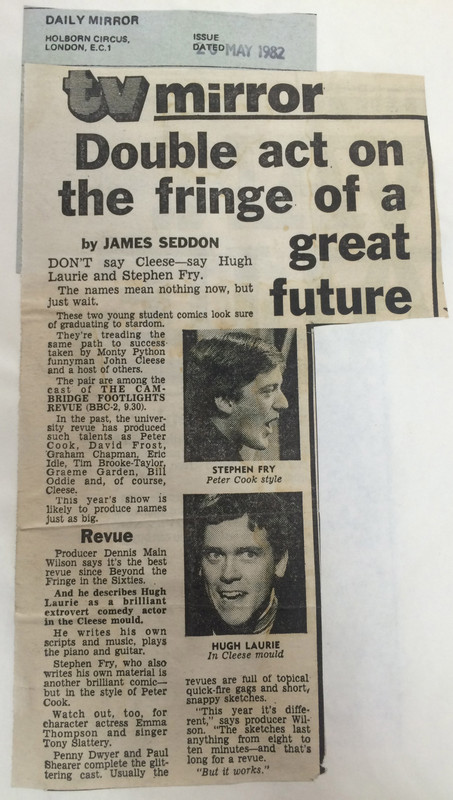 DAILY MIRROR
HOLBORN CIRCUS,
LONDON, E.C.1
ISSUE
DATED
MAY 1982
tv mirror
Double act on
the fringe of a
great
future
by JAMES SEDDON
DON'T say Cleese—say Hugh
Laurie and Stephen Fry.
The names mean nothing now, but
just wait.
These two young student comics look sure
of graduating to stardom.
They're treading the
same path to success
taken by Monty Python
funnyman John Cleese
and a host of others.
The pair are among the
cast of THE CAM-
BRIDGE FOOTLIGHTS
REVUE (BBC-2, 9.30).
In the past, the univer-
sity revue has produced
such talents as Peter
Cook, David Frost,
Graham Chapman, Eric
Idle, Tim Brooke-Taylor,
Graeme Garden, Bill
Oddie and, of course,
Cleese.
This year's show is
likely to produce names
just as big.
Revue
Producer Dennis Main
Wilson says it's the best
revue since Beyond the
Fringe in the Sixties.
And he describes Hugh
Laurie as a brilliant
extrovert comedy actor
in the Cleese mould.
He writes his own
scripts and music, plays
the piano and guitar.
Stephen Fry, who also
writes his own material is
another brilliant comic—
but in the style of Peter
Cook.
Watch out, too, for
character actress Emma
Thompson and singer
Tony Slattery.
Penny Dwyer and Paul
Shearer complete the glit-
tering cast. Usually the
STEPHEN FRY
Peter Cook style
HUGH LAURIE
In Cleese mould
revues are full of topical
quick-fire gags and short,
snappy sketches.
"This year it's diffe-
rent," says producer Wil-
son. "The sketches last
anything from eight to
ten minutes—and that's
long for a revue.
"But it works."